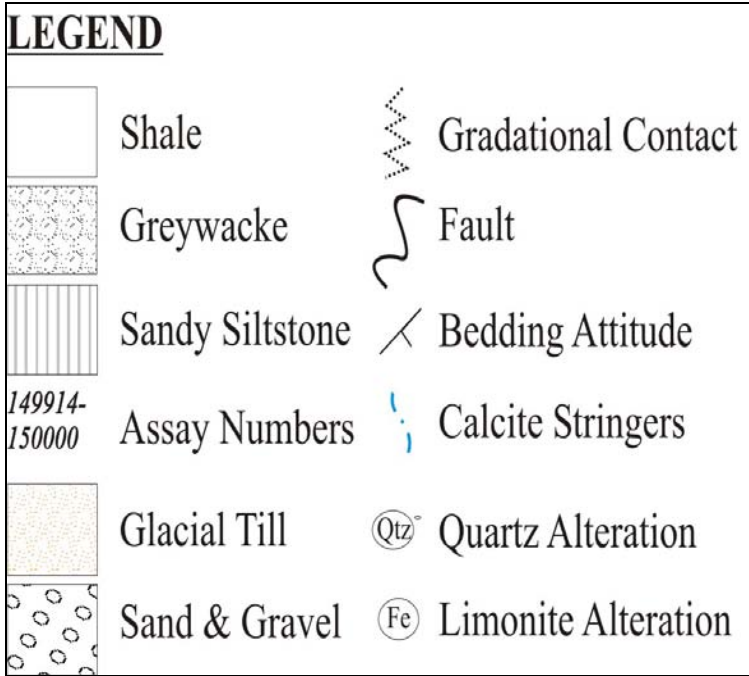 LEGEND
Shale
Gradational Contact
Greywacke
Fault
Sandy Siltstone
Bedding Attitude
149914-
150000
Assay Numbers
Calcite Stringers
Glacial Till
Qtz
Quartz Alteration
Sand & Gravel
Fe
Limonite Alteration